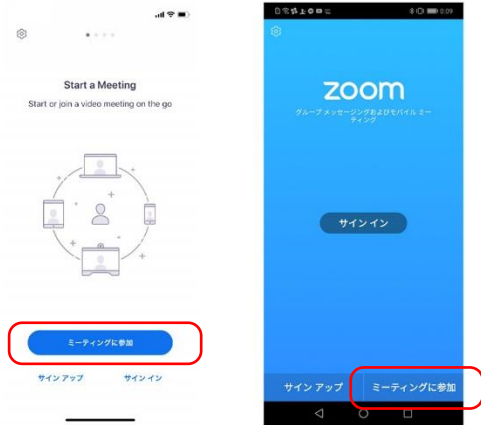 Start a Meeting
Start or join a video meeting on the go
ミーティングに参加
サイン アップ
サイン イン
0:09
zoom
グループ メッセージングおよびモバイル ミー
ティング
サイン イン
サイン アップ
ミーティングに参加